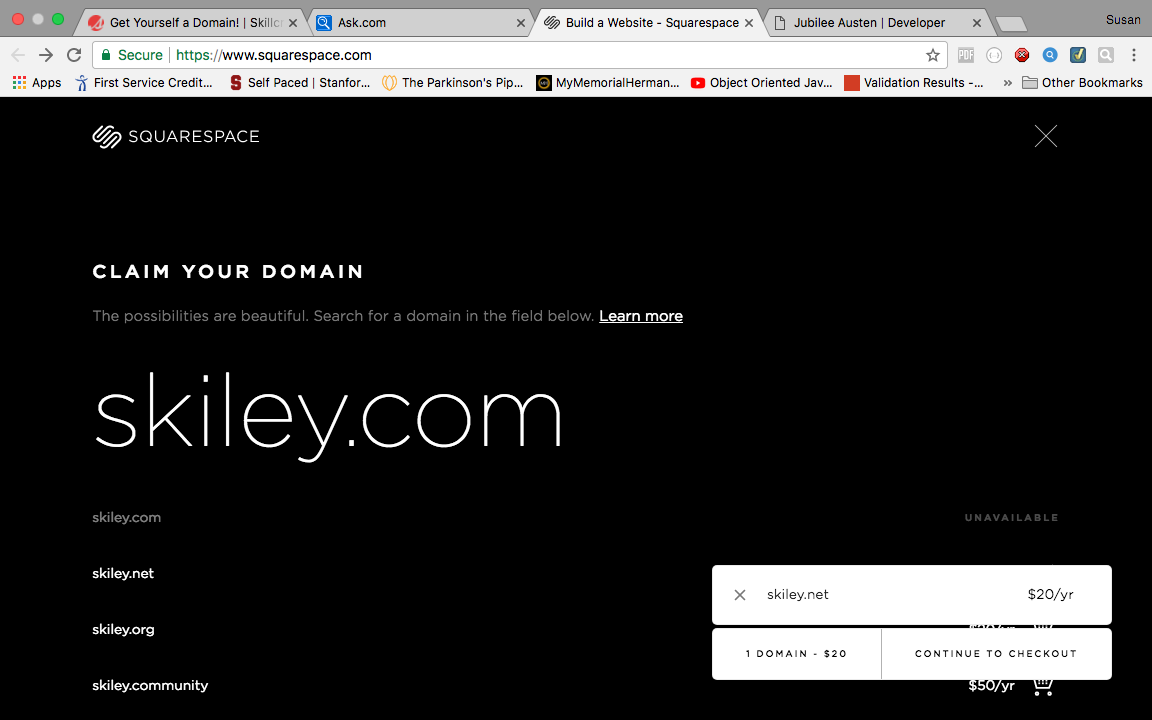 Get Yourself a Domain! | Skillcr
Ask.com
Build a Website - Squarespace
Jubilee Austen | Developer
Susan
Secure
https://www.squarespace.com
PDF
Apps
First Service Credit...
Self Paced | Stanfor...
The Parkinson's Pip...
MyMemorialHerman...
Object Oriented Jav...
Validation Results -...
»
Other Bookmarks
SQUARESPACE
CLAIM YOUR DOMAIN
The possibilities are beautiful. Search for a domain in the field below. Learn more
skiley.com
skiley.com UNAVAILABLE
skiley.net
skiley.net $20/yr
skiley.org
1 DOMAIN - $20 CONTINUE TO CHECKOUT
skiley.community $50/yr